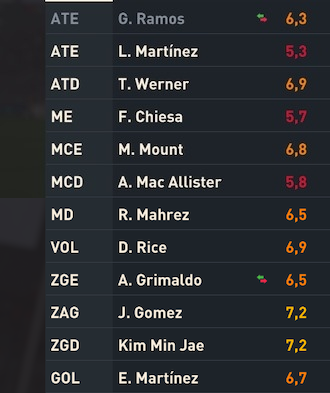 ATE G. Ramos 6,3
ATE L. Martínez 5,3
ATD T. Werner 6,9
ME F. Chiesa 5,7
MCE M. Mount 6,8
MCD A. Mac Allister 5,8
MD R. Mahrez 6,5
VOL D. Rice 6,9
ZGE A. Grimaldo 6,5
ZAG J. Gomez 7,2
ZGD Kim Min Jae 7,2
GOL E. Martínez 6,7